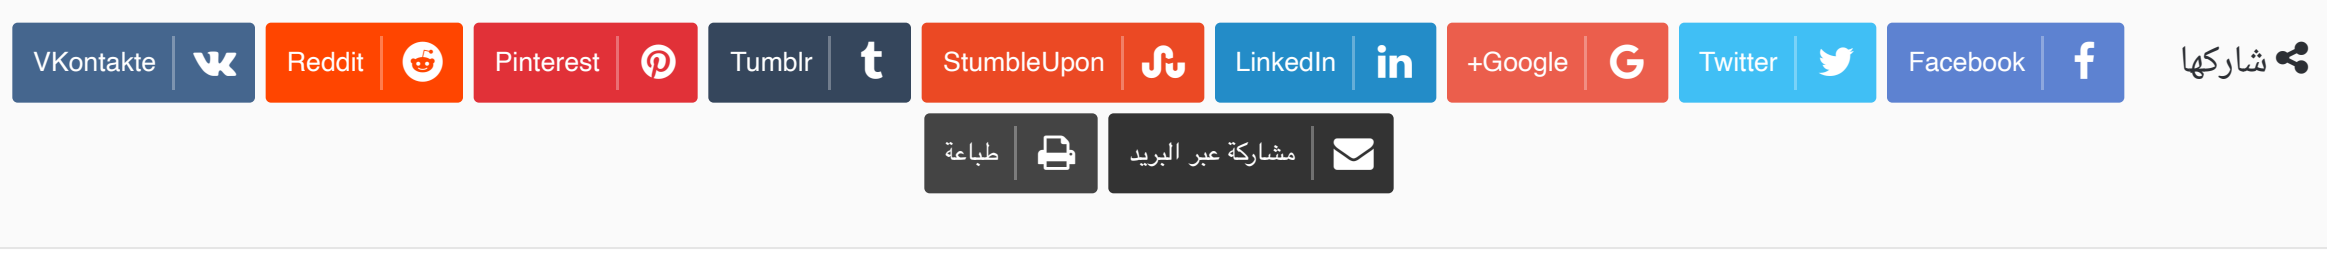 شاركها
Facebook
Twitter
Google+
LinkedIn
StumbleUpon
Tumblr
Pinterest
Reddit
VKontakte
مشاركة عبر البريد
طباعة